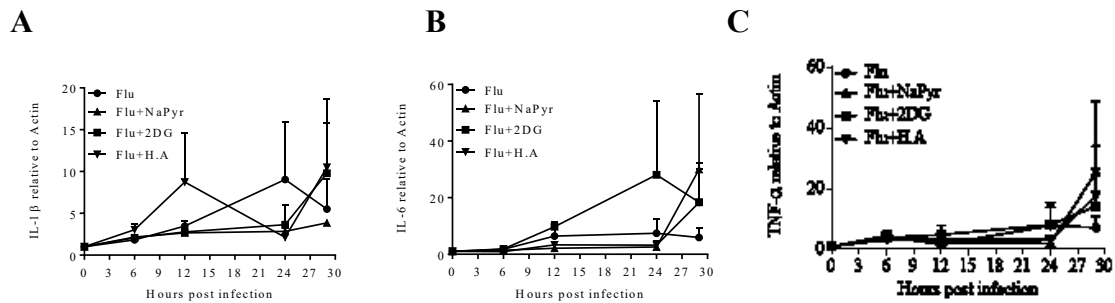 A
B
C
IL-1 β relative to Actin
20
15
10
5
0
Flu
Flu+NaPyr
Flu+2DG
Flu+H.A
0 3 6 9 12 15 18 21 24 27 30
Hours post infection
IL-6 relative to Actin
60
40
20
0
Flu
Flu+NaPyr
Flu+2DG
Flu+H.A
0 3 6 9 12 15 18 21 24 27 30
Hours post infection
TNF-α, relative to Actin
60
40
20
0
Flu
Flu+NaPyr
Flu+2DG
Flu+H.A
0 3 6 9 12 15 18 21 24 27 30
Hours post infection